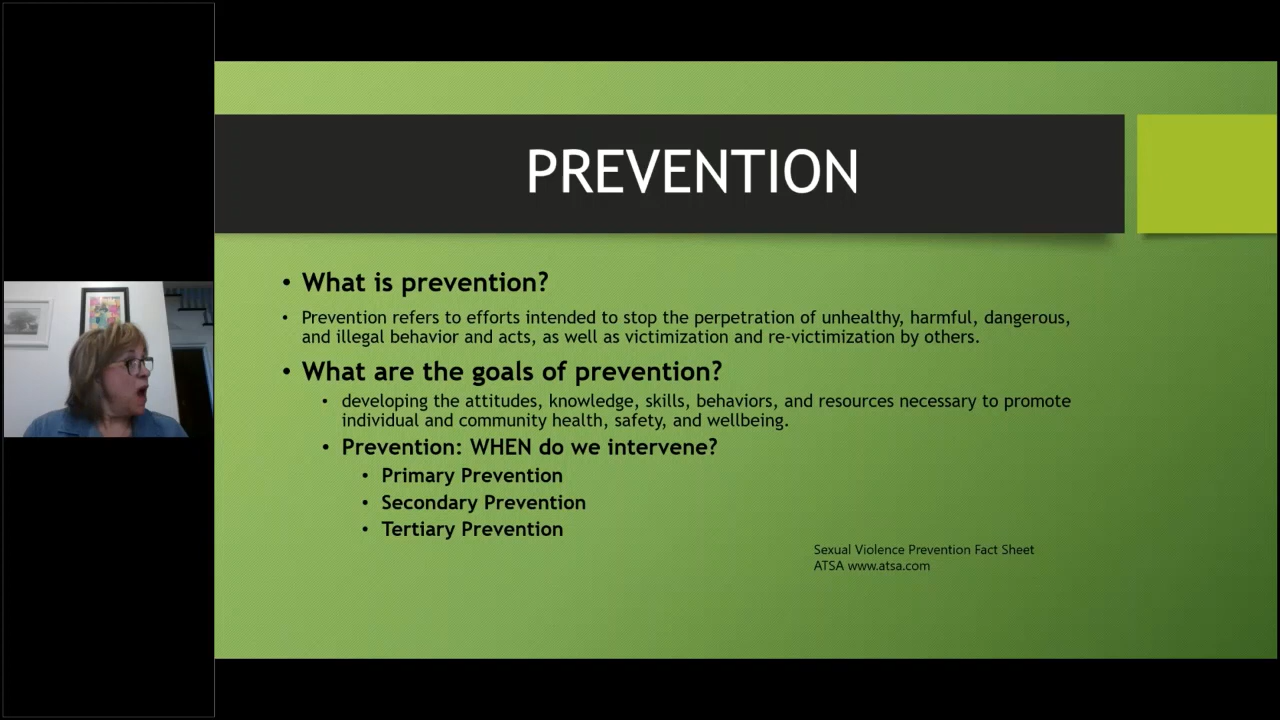 PREVENTION
• What is prevention?
• Prevention refers to efforts intended to stop the perpetration of unhealthy, harmful, dangerous,
and illegal behavior and acts, as well as victimization and re-victimization by others.
• What are the goals of prevention?
• developing the attitudes, knowledge, skills, behaviors, and resources necessary to promote
individual and community health, safety, and wellbeing.
• Prevention: WHEN do we intervene?
• Primary Prevention
• Secondary Prevention
• Tertiary Prevention
Sexual Violence Prevention Fact Sheet
ATSA www.atsa.com